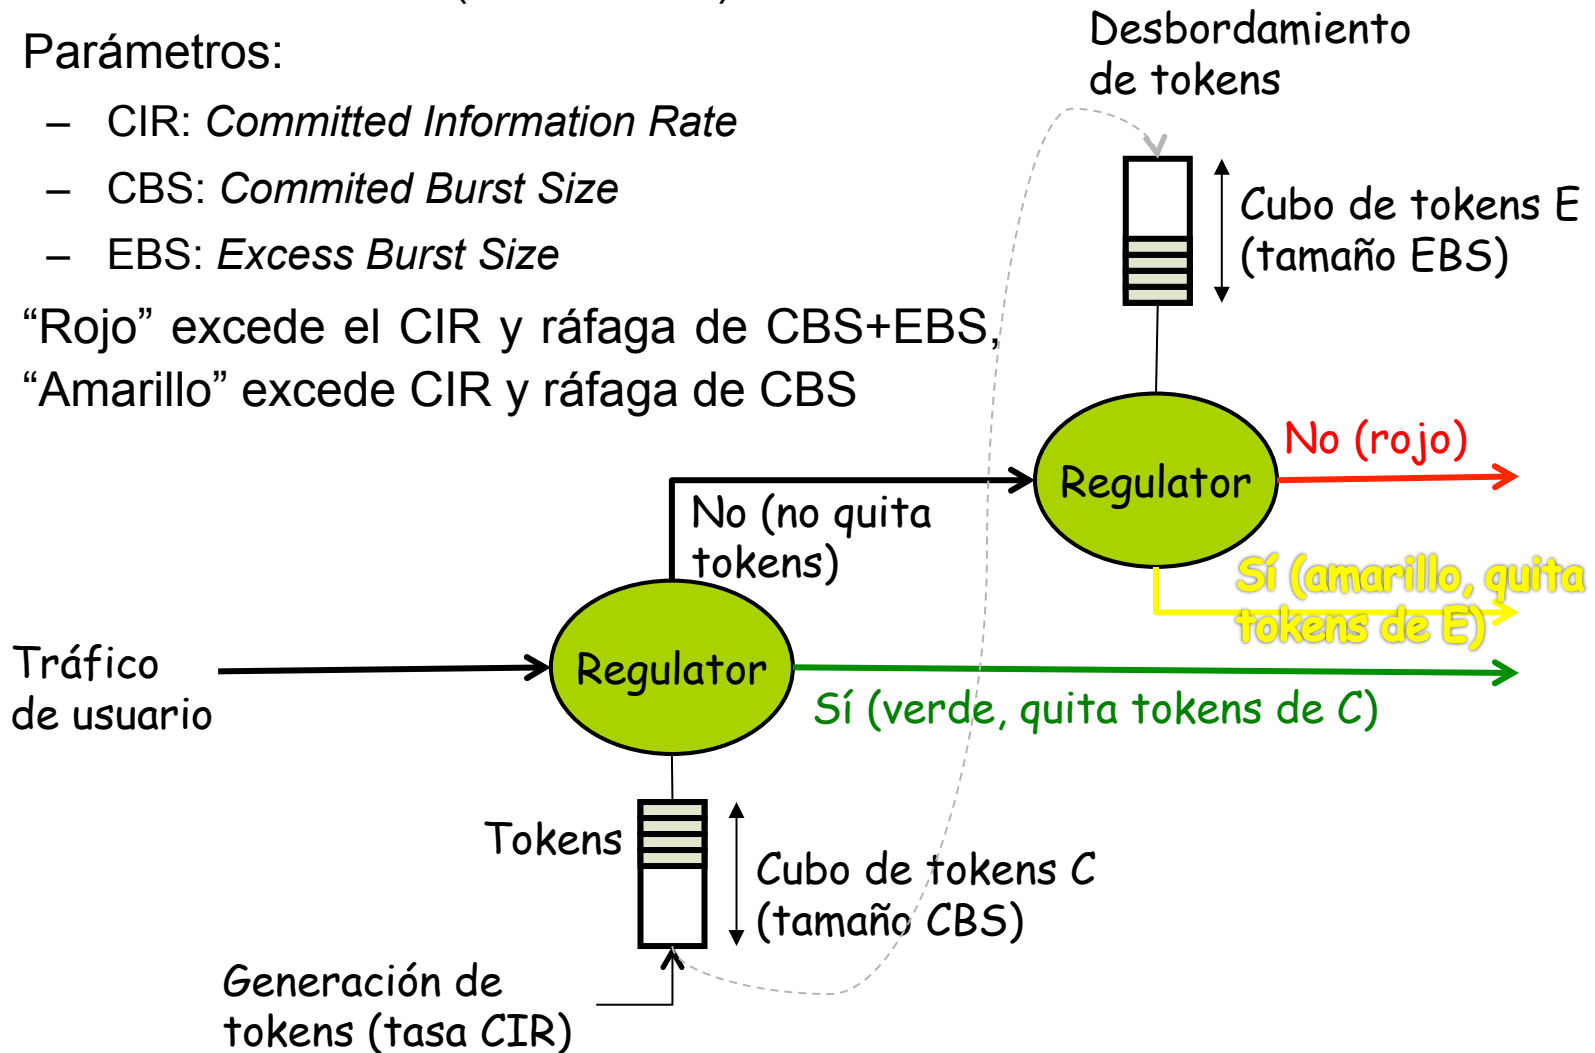 Parámetros:
– CIR: Committed Information Rate
– CBS: Commited Burst Size
– EBS: Excess Burst Size
“Rojo” excede el CIR y ráfaga de CBS+EBS,
“Amarillo” excede CIR y ráfaga de CBS
Desbordamiento
de tokens
Cubo de tokens E
(tamaño EBS)
Regulator
No (rojo)
Sí (amarillo, quita
tokens de E)
No (no quita
tokens)
Tráfico
de usuario
Regulator
Sí (verde, quita tokens de C)
Tokens
Cubo de tokens C
(tamaño CBS)
Generación de
tokens (tasa CIR)